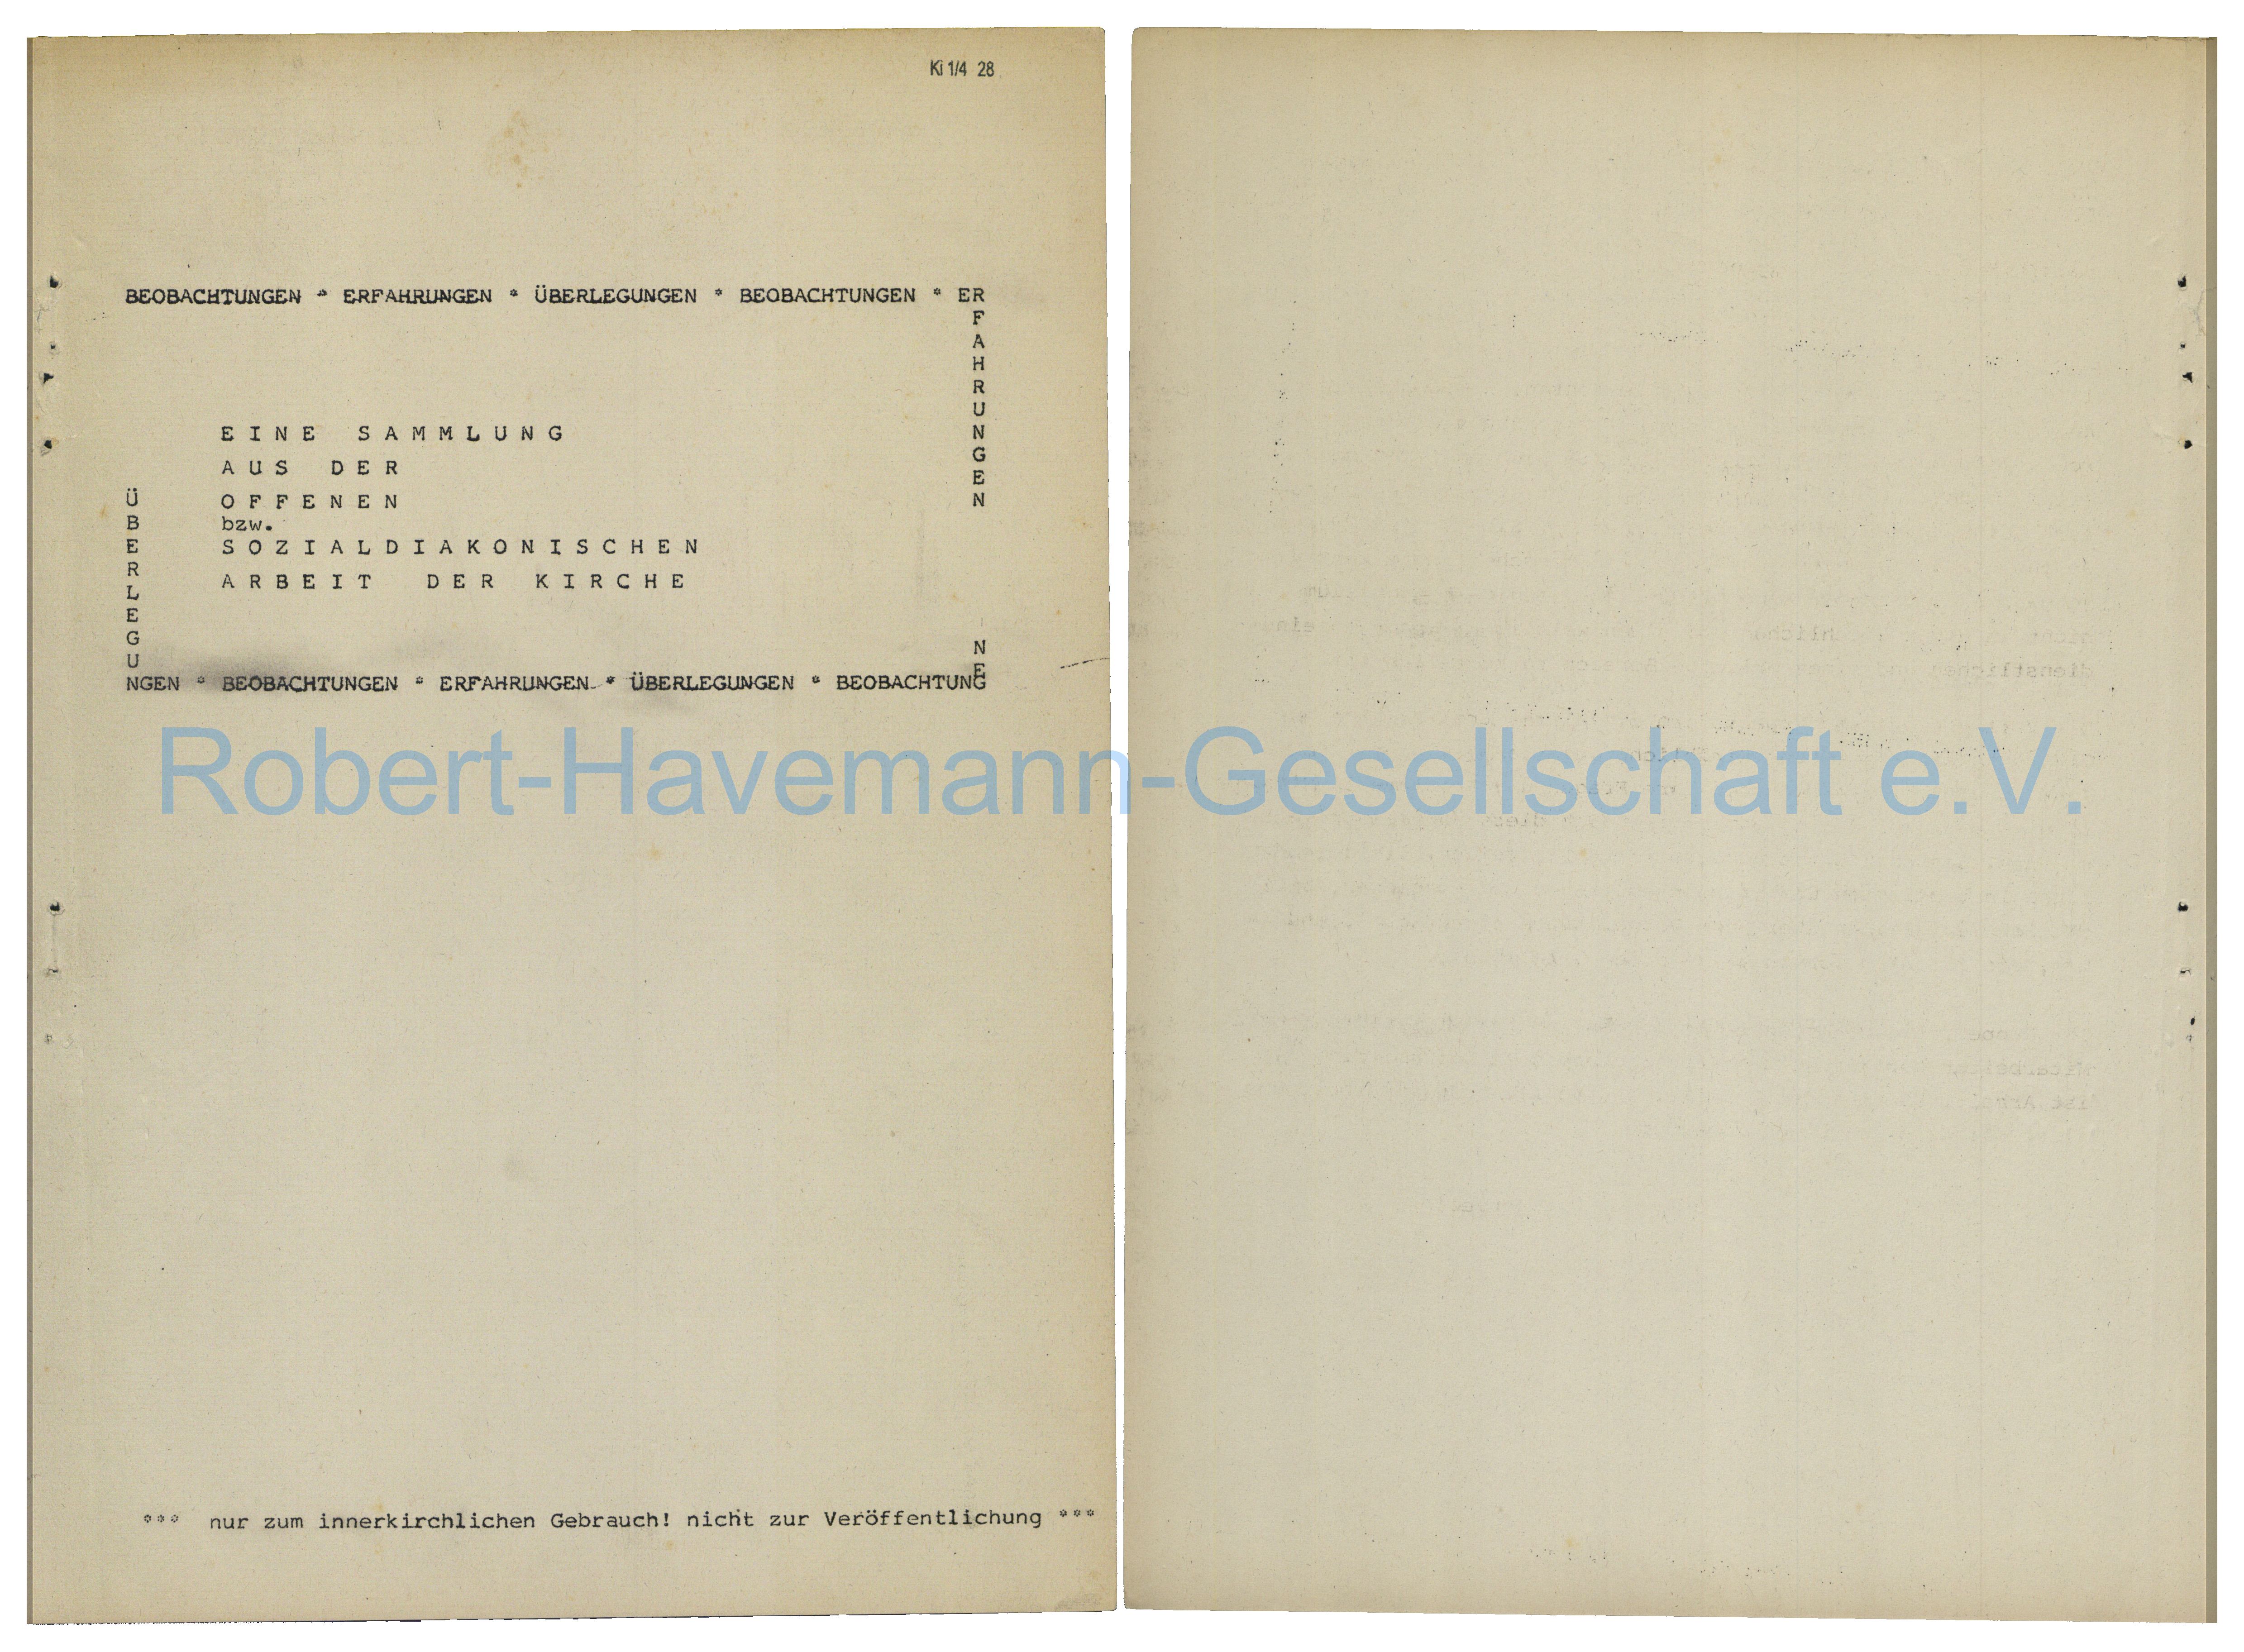 Ki 1/4 28
BEOBACHTUNGEN * ERFAHRUNGEN * ÜBERLEGUNGEN * BEOBACHTUNGEN * ER
F
A
H
R
U
N
G
E
N
EINE SAMMLUNG
AUS DER
OFFENEN
bzw.
SOZIALDIAKONISCHEN
ARBEIT DER KIRCHE
Ü
B
E
R
L
E
G
U
N
E
NGEN * BEOBACHTUNGEN * ERFAHRUNGEN * ÜBERLEGUNGEN * BEOBACHTUNG
Robert-Havemann-Gesellschaft e.V.
*** nur zum innerkirchlichen Gebrauch! nicht zur Veröffentlichung ***